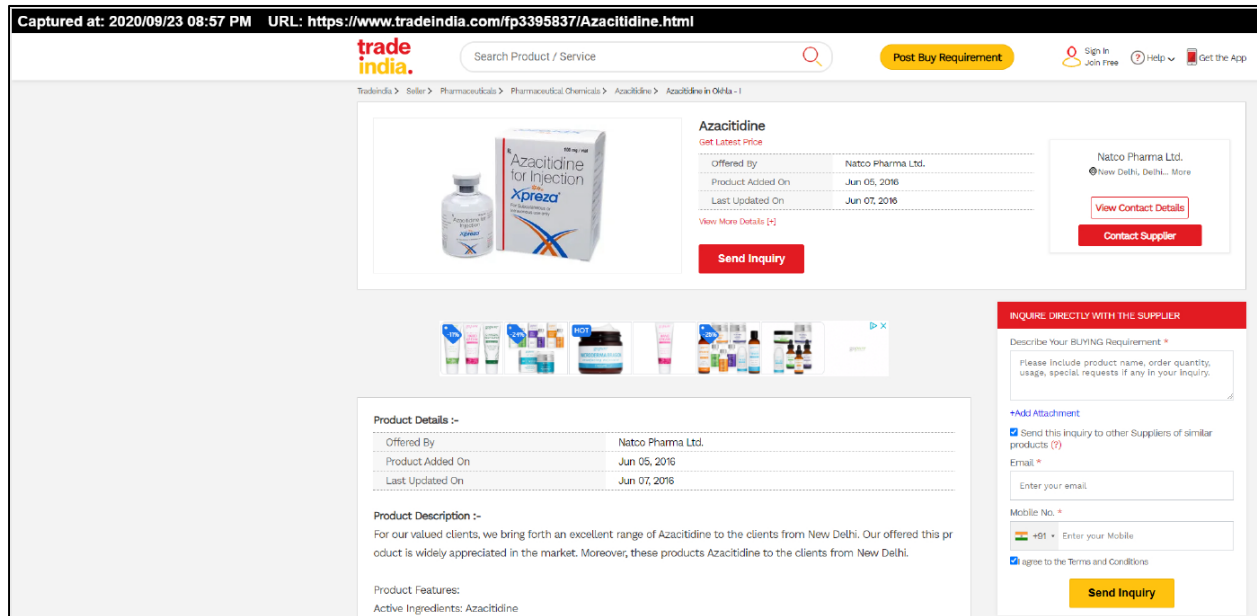 Captured at: 2020/09/23 08:57 PM URL: https://www.tradeindia.com/fp3395837/Azacitidine.html
trade
india.
Search Product / Service
Post Buy Requirement
Sign In
Join Free
Help
Get the App
Tradeindia > Seller > Pharmaceuticals > Pharmaceutical Chemicals > Azacitidine > Azacitidine in Okhla - I
Azacitidine
for Injection
Xpreza
Azacitidine
Get Latest Price
Offered By Natco Pharma Ltd.
Product Added On Jun 05, 2016
Last Updated On Jun 07, 2016
View More Details [+]
Send Inquiry
Natco Pharma Ltd.
New Delhi, Delhi... More
View Contact Details
Contact Supplier
HOT
INQUIRE DIRECTLY WITH THE SUPPLIER
Describe Your BUYING Requirement *
Please include product name, order quantity,
usage, special requests if any in your inquiry.
+Add Attachment
Send this inquiry to other Suppliers of similar
products (?)
Email *
Enter your email
Mobile No. *
+91 Enter your Mobile
I agree to the Terms and Conditions
Send Inquiry
Product Details :-
Offered By Natco Pharma Ltd.
Product Added On Jun 05, 2016
Last Updated On Jun 07, 2016
Product Description :-
For our valued clients, we bring forth an excellent range of Azacitidine to the clients from New Delhi. Our offered this pr
oduct is widely appreciated in the market. Moreover, these products Azacitidine to the clients from New Delhi.
Product Features:
Active Ingredients: Azacitidine